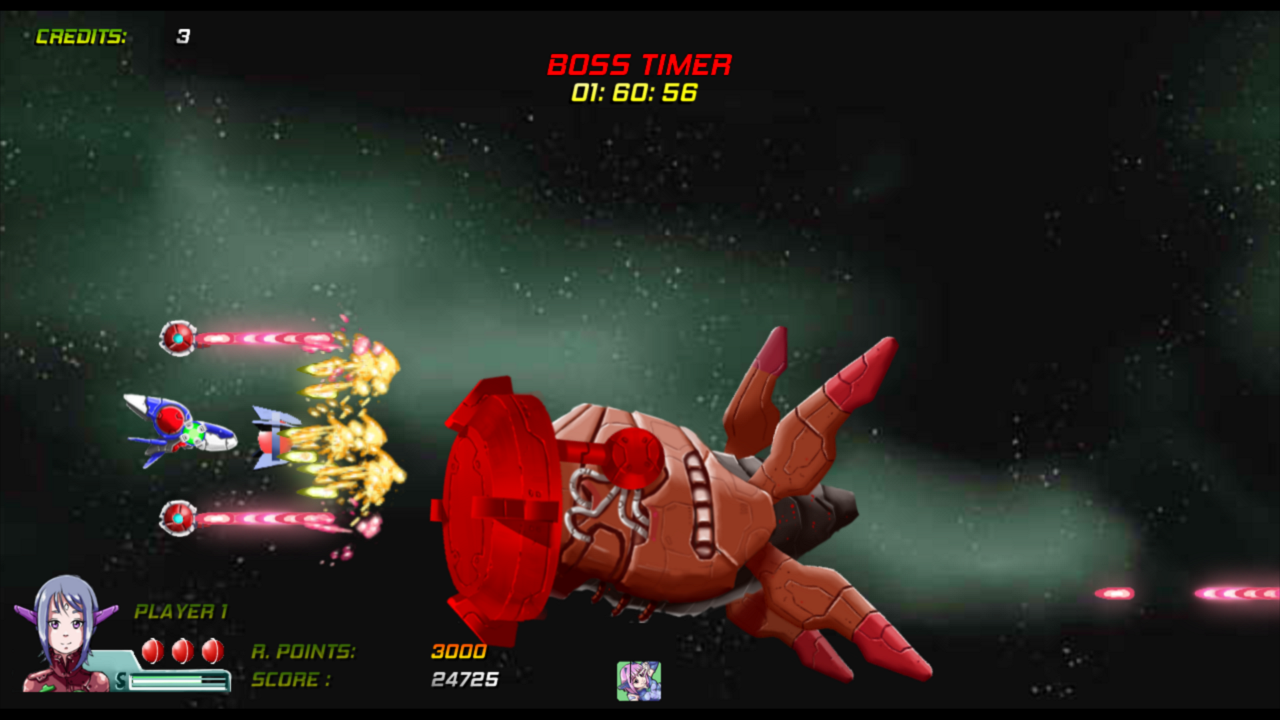 CREDITS: 3
BOSS TIMER
01: 60: 56
PLAYER 1
R. POINTS: 3000
S
SCORE : 24725